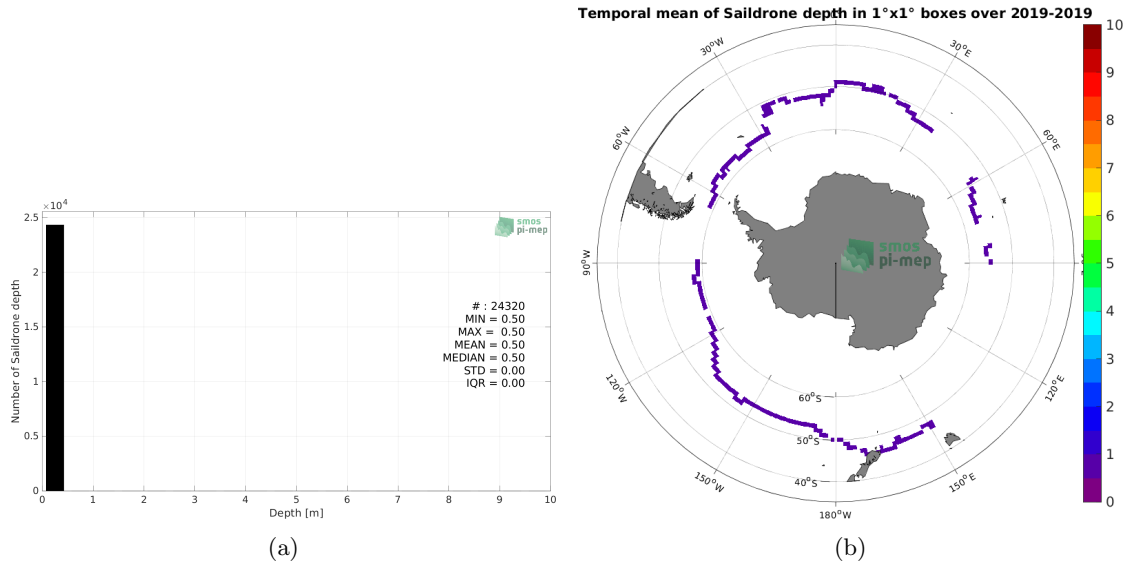 ×10⁴
2.5
2
1.5
1
0.5
0
Number of Saildrone depth
smos
pi-mep
# : 24320
MIN = 0.50
MAX = 0.50
MEAN = 0.50
MEDIAN = 0.50
STD = 0.00
IQR = 0.00
0 1 2 3 4 5 6 7 8 9 10
Depth [m]
(a)
Temporal mean of Saildrone depth in 1°x1° boxes over 2019-2019
30°W
30°E
60°W
60°E
90°W
smos
pi-mep
120°W
120°E
60°S
50°S
40°S
150°W
150°E
180°W
10
9
8
7
6
5
4
3
2
1
0
(b)